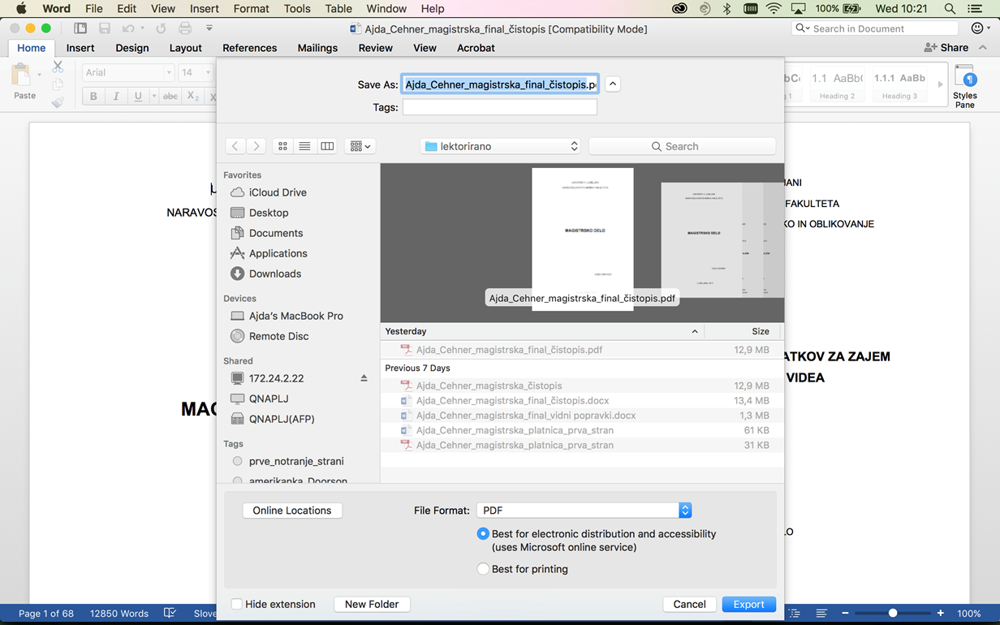 Word File Edit View Insert Format Tools Table Window Help 100% Wed 10:21
Ajda_Cehner_magistrska_final_čistopis [Compatibility Mode]
Search in Document
Home Insert Design Layout References Mailings Review View Acrobat Share
Paste
Arial 14
B I U abc X₂
1.1 AaBb 1.1.1 AaBb
Heading 2 Heading 3
Styles
Pane
Save As: Ajda_Cehner_magistrska_final_čistopis.p
Tags:
lektorirano
Search
Favorites
iCloud Drive
Desktop
Documents
Applications
Downloads
Devices
Ajda's MacBook Pro
Remote Disc
Shared
172.24.2.22
QNAPLJ
QNAPLJ(AFP)
Tags
prve_notranje_strani
amerikanka_Doorson
MAGISTRSKO DELO
MAGISTRSKO DELO
Ajda_Cehner_magistrska_final_čistopis.pdf
Yesterday Size
Ajda_Cehner_magistrska_final_čistopis.pdf 12,9 MB
Previous 7 Days
Ajda_Cehner_magistrska_čistopis 12,9 MB
Ajda_Cehner_magistrska_final_čistopis.docx 13,4 MB
Ajda_Cehner_magistrska_final_vidni popravki.docx 1,3 MB
Ajda_Cehner_magistrska_platnica_prva_stran 61 KB
Ajda_Cehner_magistrska_platnica_prva_stran 31 KB
Online Locations
File Format: PDF
Best for electronic distribution and accessibility
(uses Microsoft online service)
Best for printing
Hide extension
New Folder
Cancel
Export
NARAVOS
MAG
JANI
FAKULTETA
KO IN OBLIKOVANJE
ATKOV ZA ZAJEM
VIDEA
LO
Page 1 of 68 12850 Words Slove 100%